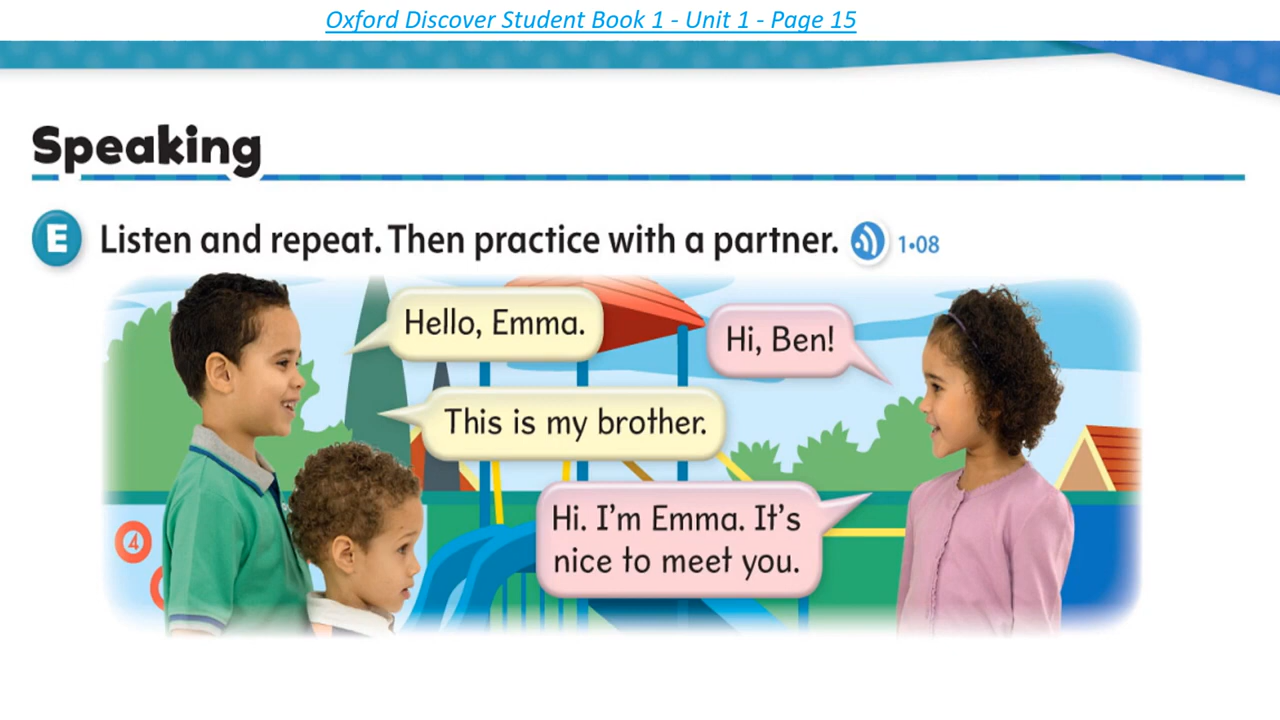 Oxford Discover Student Book 1 - Unit 1 - Page 15
Speaking
E Listen and repeat. Then practice with a partner. 1•08
Hello, Emma.
Hi, Ben!
This is my brother.
Hi. I'm Emma. It's
nice to meet you.
4